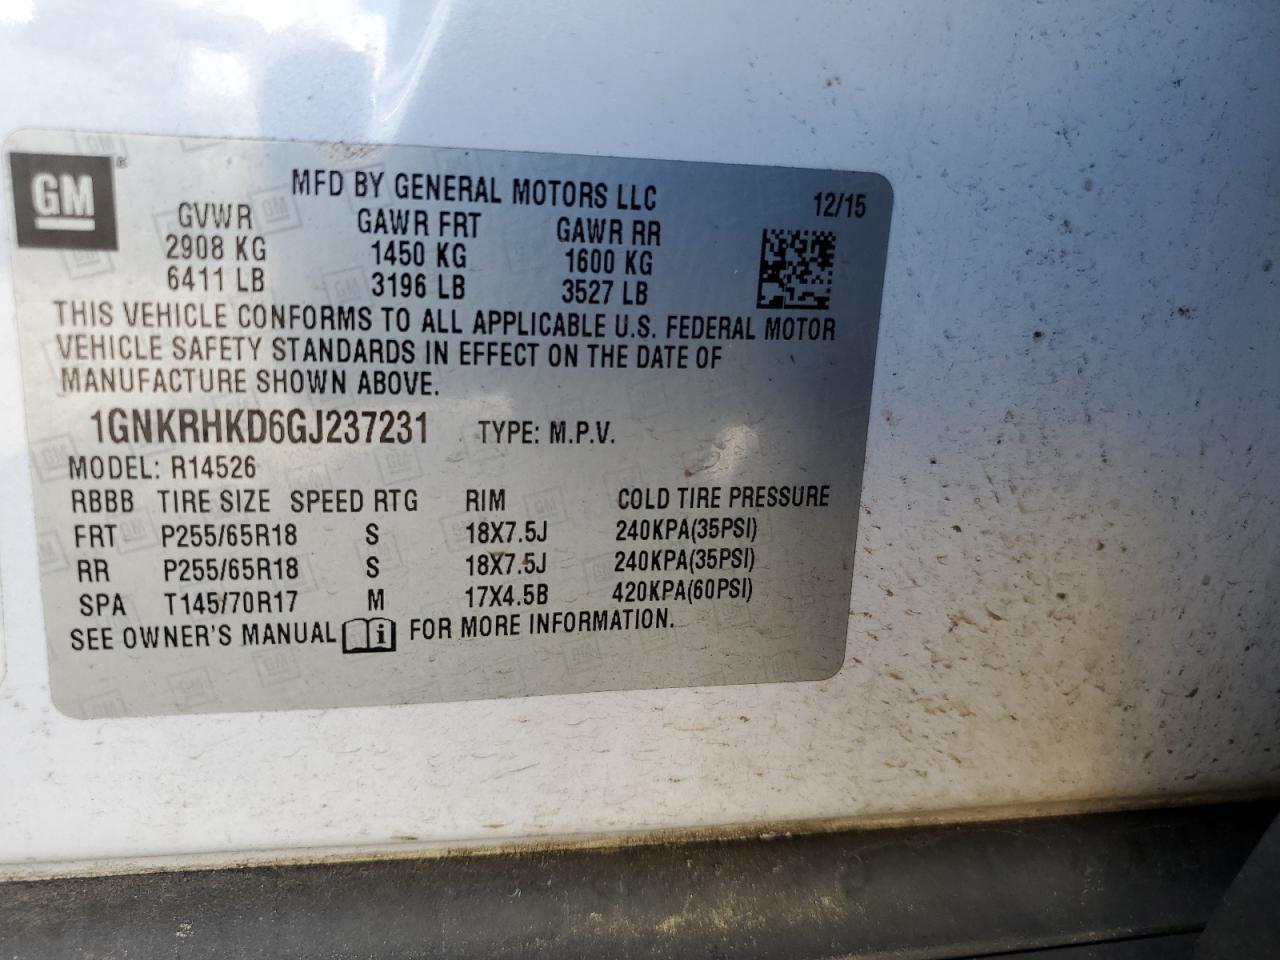 GM®
MFD BY GENERAL MOTORS LLC 12/15
GVWR GAWR FRT GAWR RR
2908 KG 1450 KG 1600 KG
6411 LB 3196 LB 3527 LB
THIS VEHICLE CONFORMS TO ALL APPLICABLE U.S. FEDERAL MOTOR
VEHICLE SAFETY STANDARDS IN EFFECT ON THE DATE OF
MANUFACTURE SHOWN ABOVE.
1GNKRHKD6GJ237231 TYPE: M.P.V.
MODEL: R14526
RBBB TIRE SIZE SPEED RTG RIM COLD TIRE PRESSURE
FRT P255/65R18 S 18X7.5J 240KPA(35PSI)
RR P255/65R18 S 18X7.5J 240KPA(35PSI)
SPA T145/70R17 M 17X4.5B 420KPA(60PSI)
SEE OWNER'S MANUAL i FOR MORE INFORMATION.